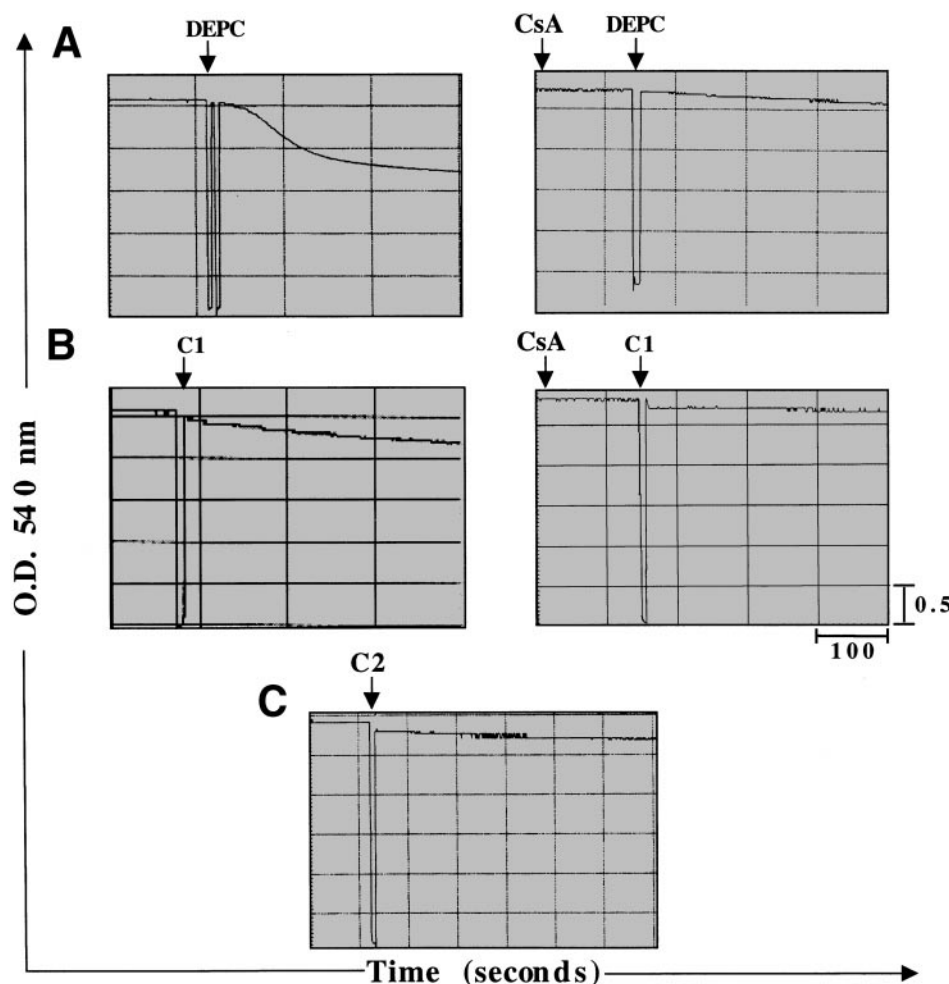 A
DEPC
CsA DEPC
B
C1
CsA C1
0.5
100
C
C2
O.D. 540 nm
Time (seconds)